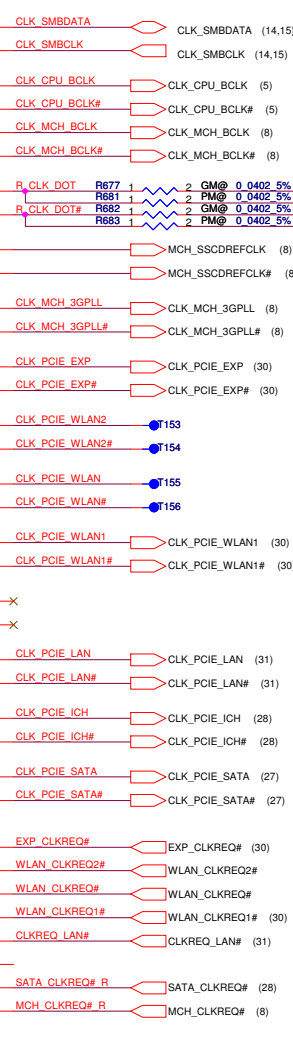 CLK_SMBDATA CLK_SMBDATA (14,15)
CLK_SMBCLK CLK_SMBCLK (14,15)
CLK_CPU_BCLK CLK_CPU_BCLK (5)
CLK_CPU_BCLK# CLK_CPU_BCLK# (5)
CLK_MCH_BCLK CLK_MCH_BCLK (8)
CLK_MCH_BCLK# CLK_MCH_BCLK# (8)
R_CLK_DOT R677 1 2 GM@ 0_0402_5%
R681 1 2 PM@ 0_0402_5%
R_CLK_DOT# R682 1 2 GM@ 0_0402_5%
R683 1 2 PM@ 0_0402_5%
MCH_SSCDREFCLK (8)
MCH_SSCDREFCLK# (8
CLK_MCH_3GPLL CLK_MCH_3GPLL (8)
CLK_MCH_3GPLL# CLK_MCH_3GPLL# (8)
CLK_PCIE_EXP CLK_PCIE_EXP (30)
CLK_PCIE_EXP# CLK_PCIE_EXP# (30)
CLK_PCIE_WLAN2 T153
CLK_PCIE_WLAN2# T154
CLK_PCIE_WLAN T155
CLK_PCIE_WLAN# T156
CLK_PCIE_WLAN1 CLK_PCIE_WLAN1 (30)
CLK_PCIE_WLAN1# CLK_PCIE_WLAN1# (30
CLK_PCIE_LAN CLK_PCIE_LAN (31)
CLK_PCIE_LAN# CLK_PCIE_LAN# (31)
CLK_PCIE_ICH CLK_PCIE_ICH (28)
CLK_PCIE_ICH# CLK_PCIE_ICH# (28)
CLK_PCIE_SATA CLK_PCIE_SATA (27)
CLK_PCIE_SATA# CLK_PCIE_SATA# (27)
EXP_CLKREQ# EXP_CLKREQ# (30)
WLAN_CLKREQ2# WLAN_CLKREQ2#
WLAN_CLKREQ# WLAN_CLKREQ#
WLAN_CLKREQ1# WLAN_CLKREQ1# (30)
CLKREQ_LAN# CLKREQ_LAN# (31)
SATA_CLKREQ#_R SATA_CLKREQ# (28)
MCH_CLKREQ#_R MCH_CLKREQ# (8)